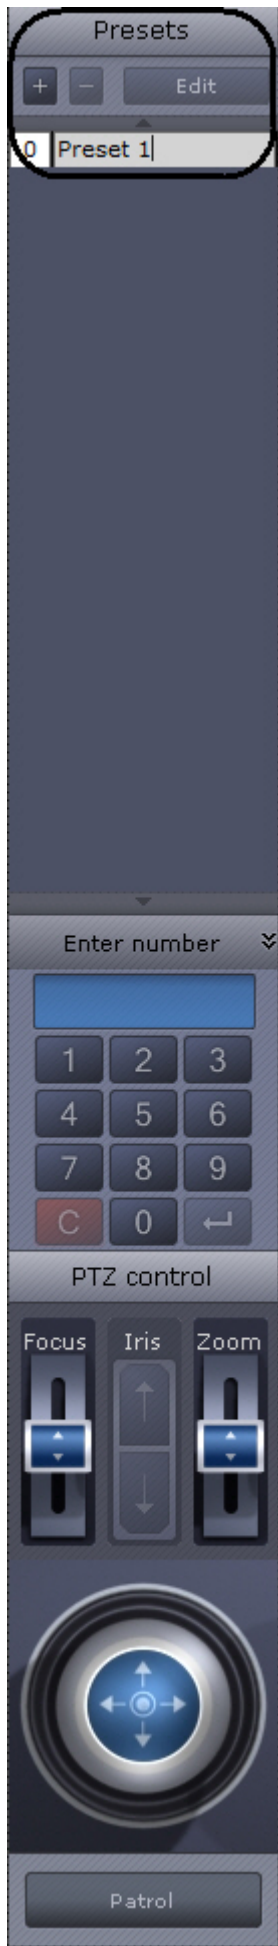 Presets
+ − Edit
0 Preset 1
Enter number
1 2 3
4 5 6
7 8 9
C 0
PTZ control
Focus Iris Zoom
Patrol